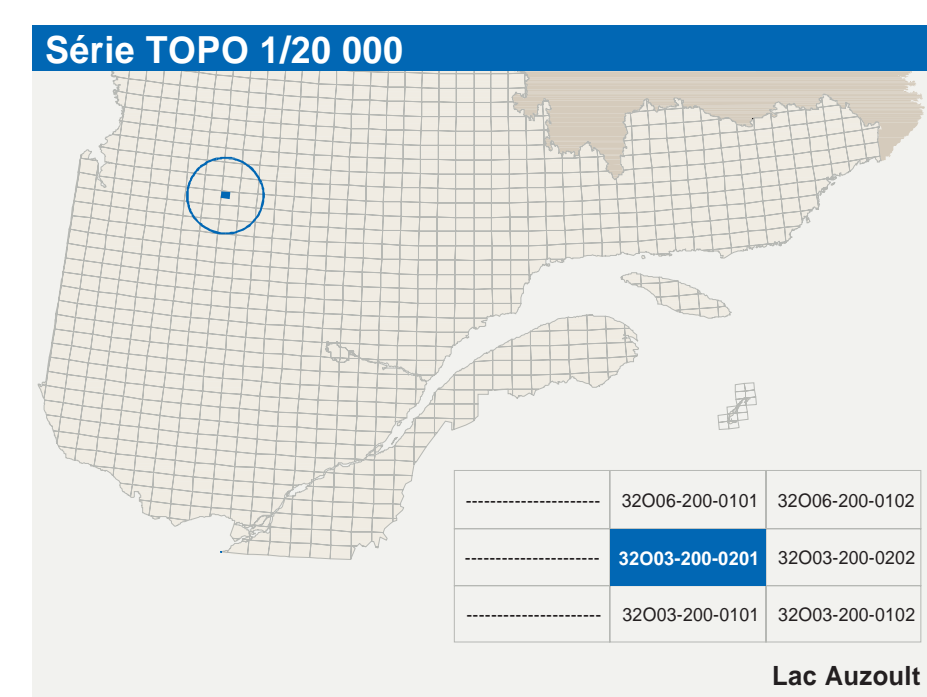 Série TOPO 1/20 000
---------------------- 32O06-200-0101 32O06-200-0102
---------------------- 32O03-200-0201 32O03-200-0202
---------------------- 32O03-200-0101 32O03-200-0102
Lac Auzoult